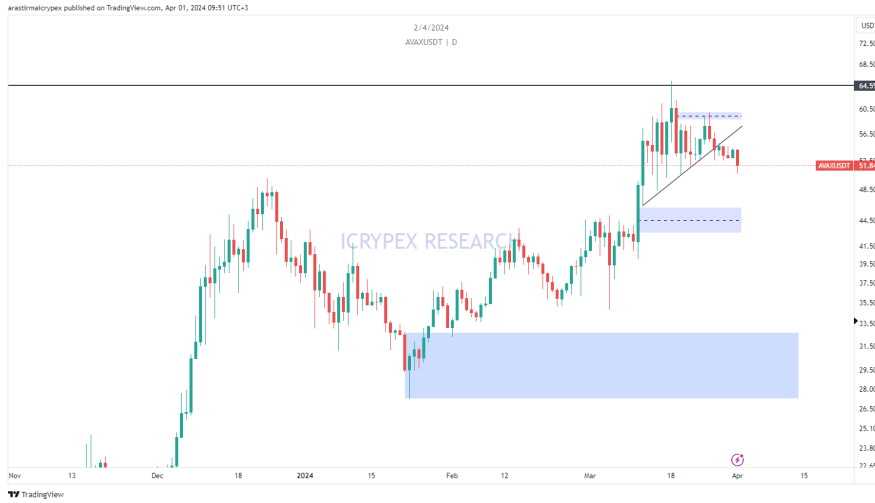 arastirmaicrypex published on TradingView.com, Apr 01, 2024 09:51 UTC+3
2/4/2024
AVAXUSDT | D
USDT
72.50
68.50
64.55
60.50
56.50
AVAXUSDT 51.84
48.50
44.50
ICRYPEX RESEARCH
41.50
39.50
37.50
35.50
33.50
31.50
29.50
28.00
26.50
25.10
23.80
22.65
Nov 13 Dec 18 2024 15 Feb 12 Mar 18 Apr 15
TradingView